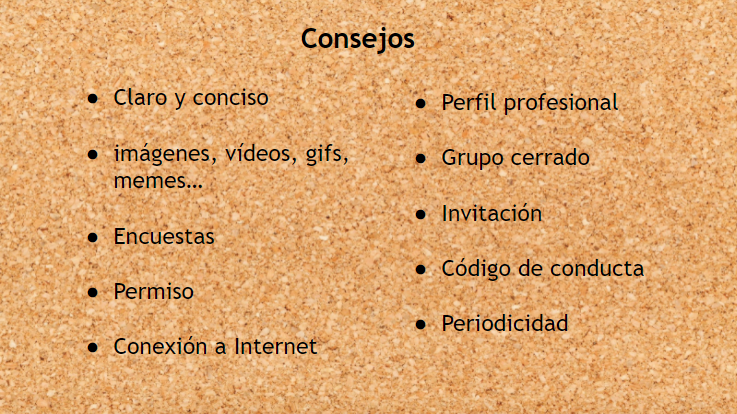 Consejos
● Claro y conciso
● imágenes, vídeos, gifs,
memes…
● Encuestas
● Permiso
● Conexión a Internet
● Perfil profesional
● Grupo cerrado
● Invitación
● Código de conducta
● Periodicidad